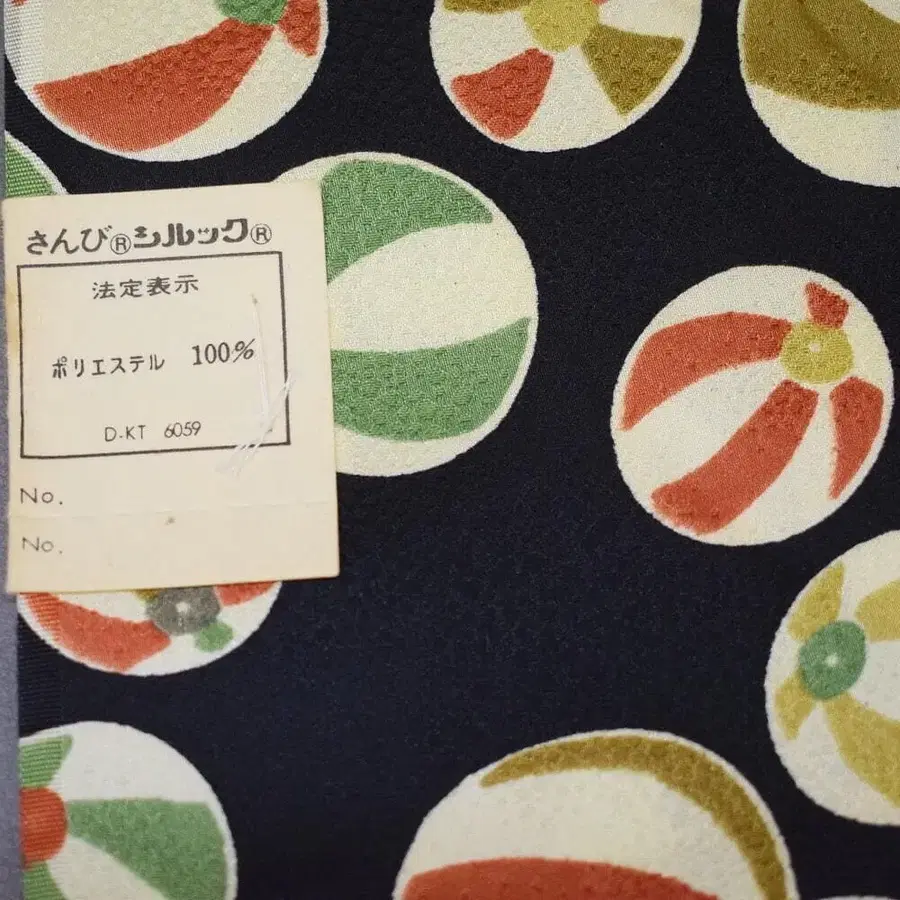 さんび®シルック®
法定表示
ポリエステル 100%
D-KT 6059
No.
No.